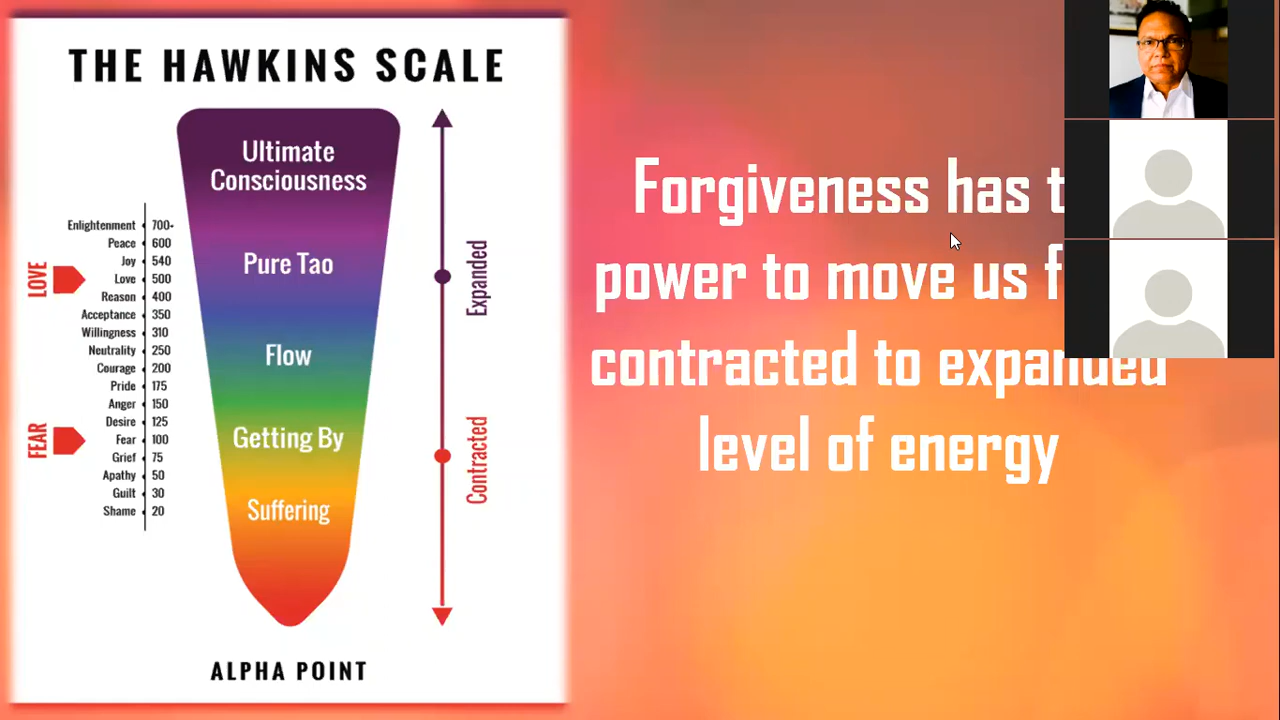 THE HAWKINS SCALE
Ultimate
Consciousness
Pure Tao
Flow
Getting By
Suffering
Enlightenment 700+
Peace 600
Joy 540
Love 500
Reason 400
Acceptance 350
Willingness 310
Neutrality 250
Courage 200
Pride 175
Anger 150
Desire 125
Fear 100
Grief 75
Apathy 50
Guilt 30
Shame 20
LOVE
FEAR
Expanded
Contracted
ALPHA POINT
Forgiveness has
power to move us
contracted to expanded
level of energy